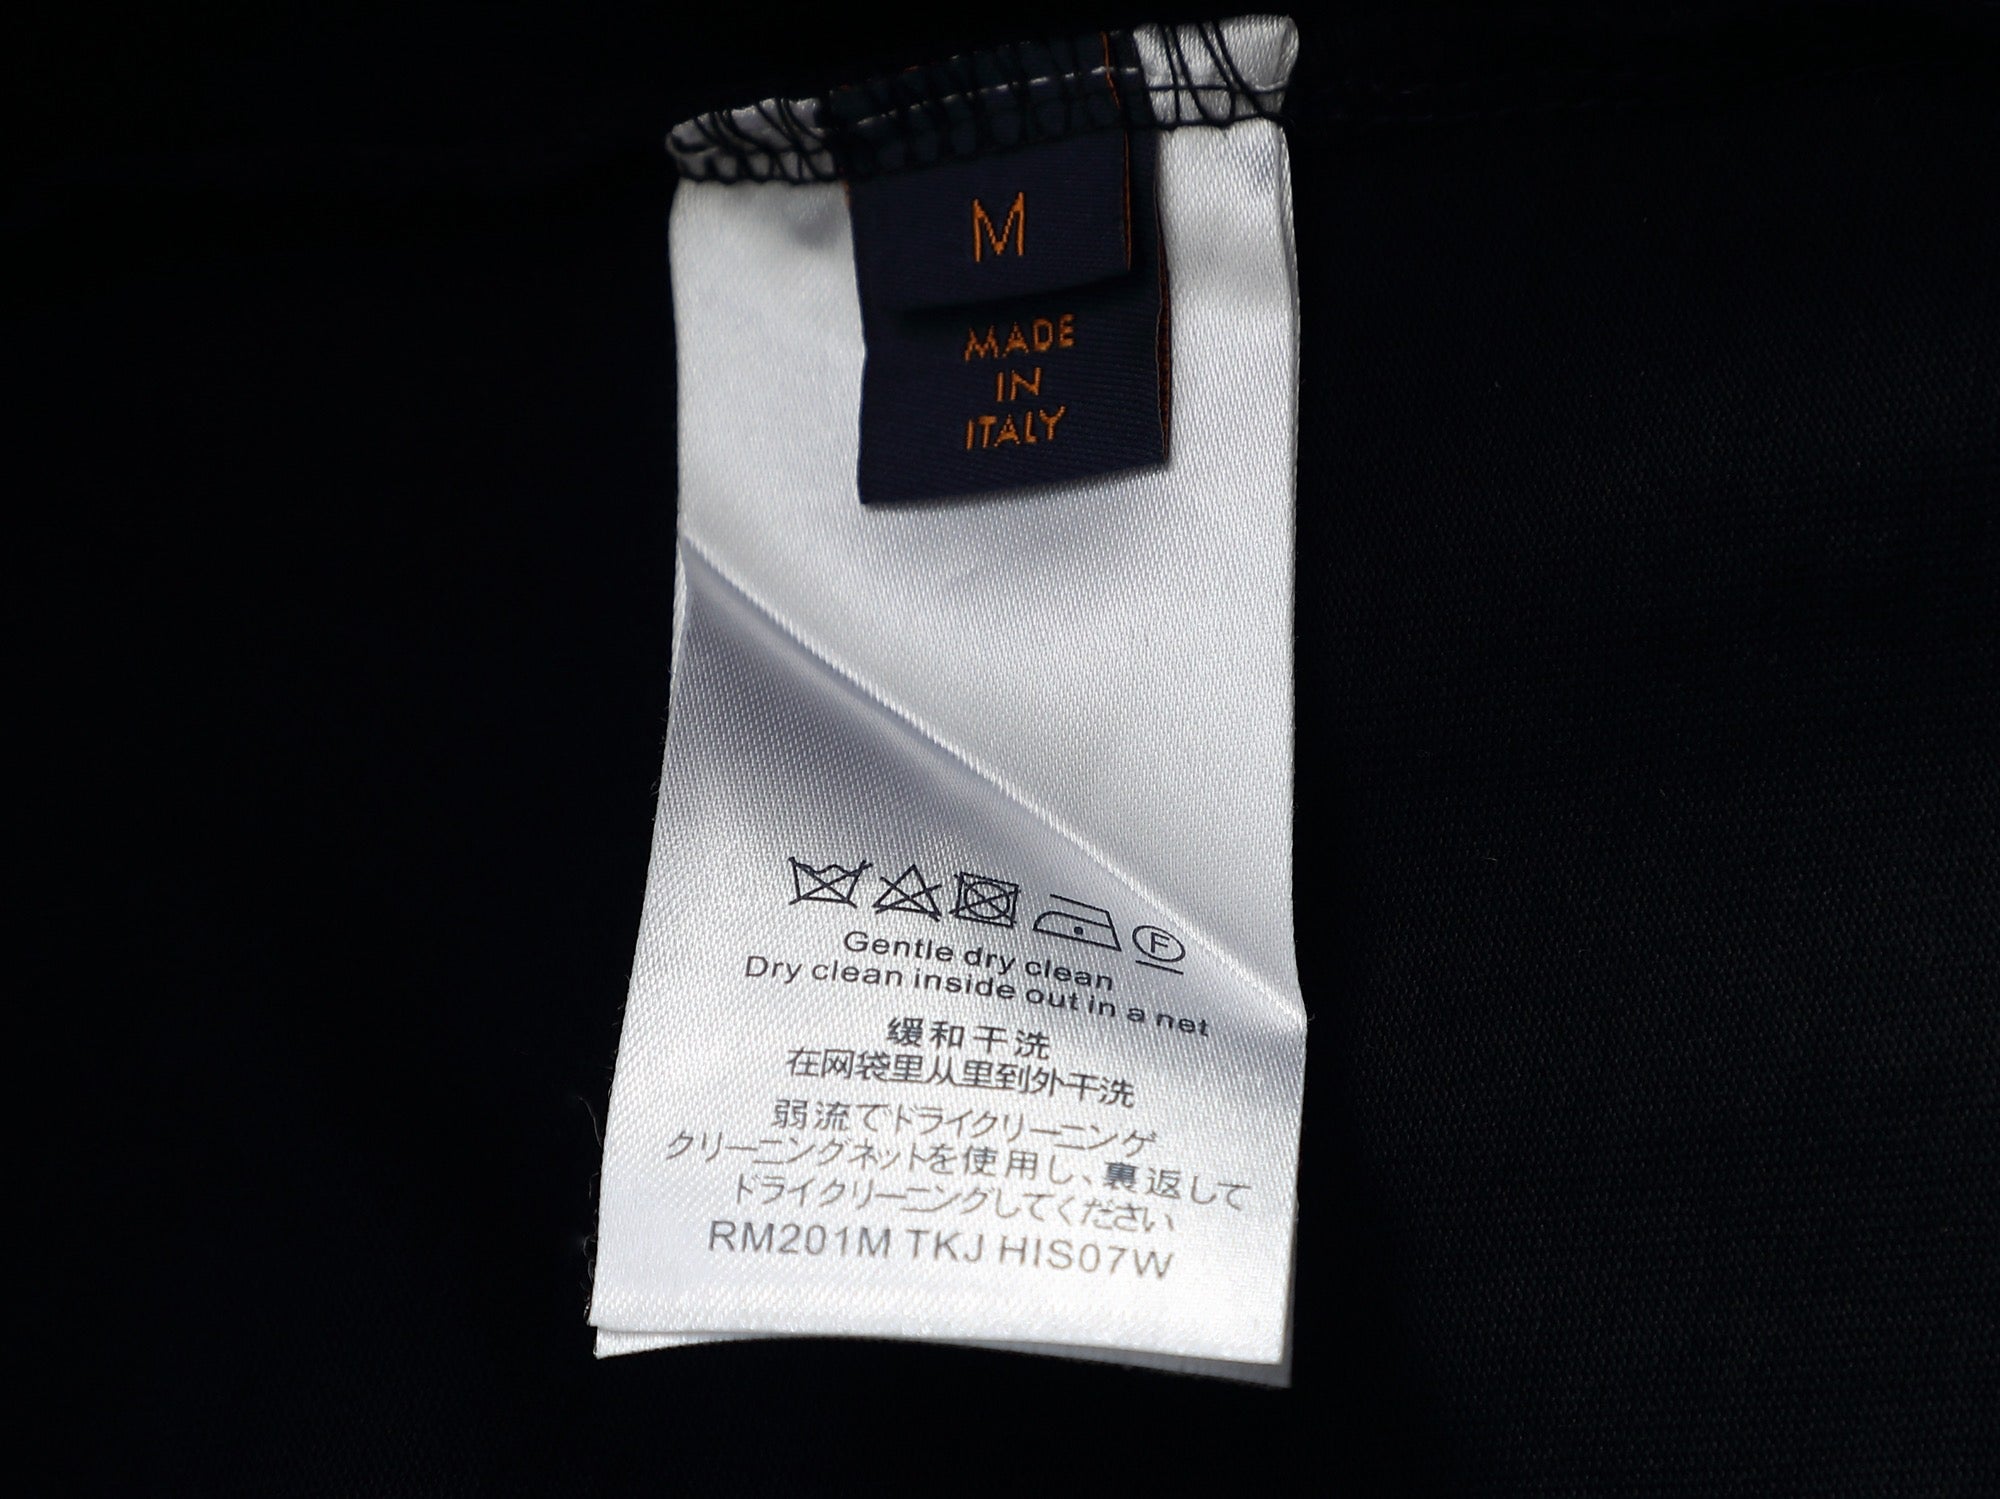 M
MADE
IN
ITALY
F
Gentle dry clean
Dry clean inside out in a net
缓和干洗
在网袋里从里到外干洗
弱流でドライクリーニング
クリーニングネットを使用し、裏返して
ドライクリーニングしてください
RM201M TKJ HIS07W